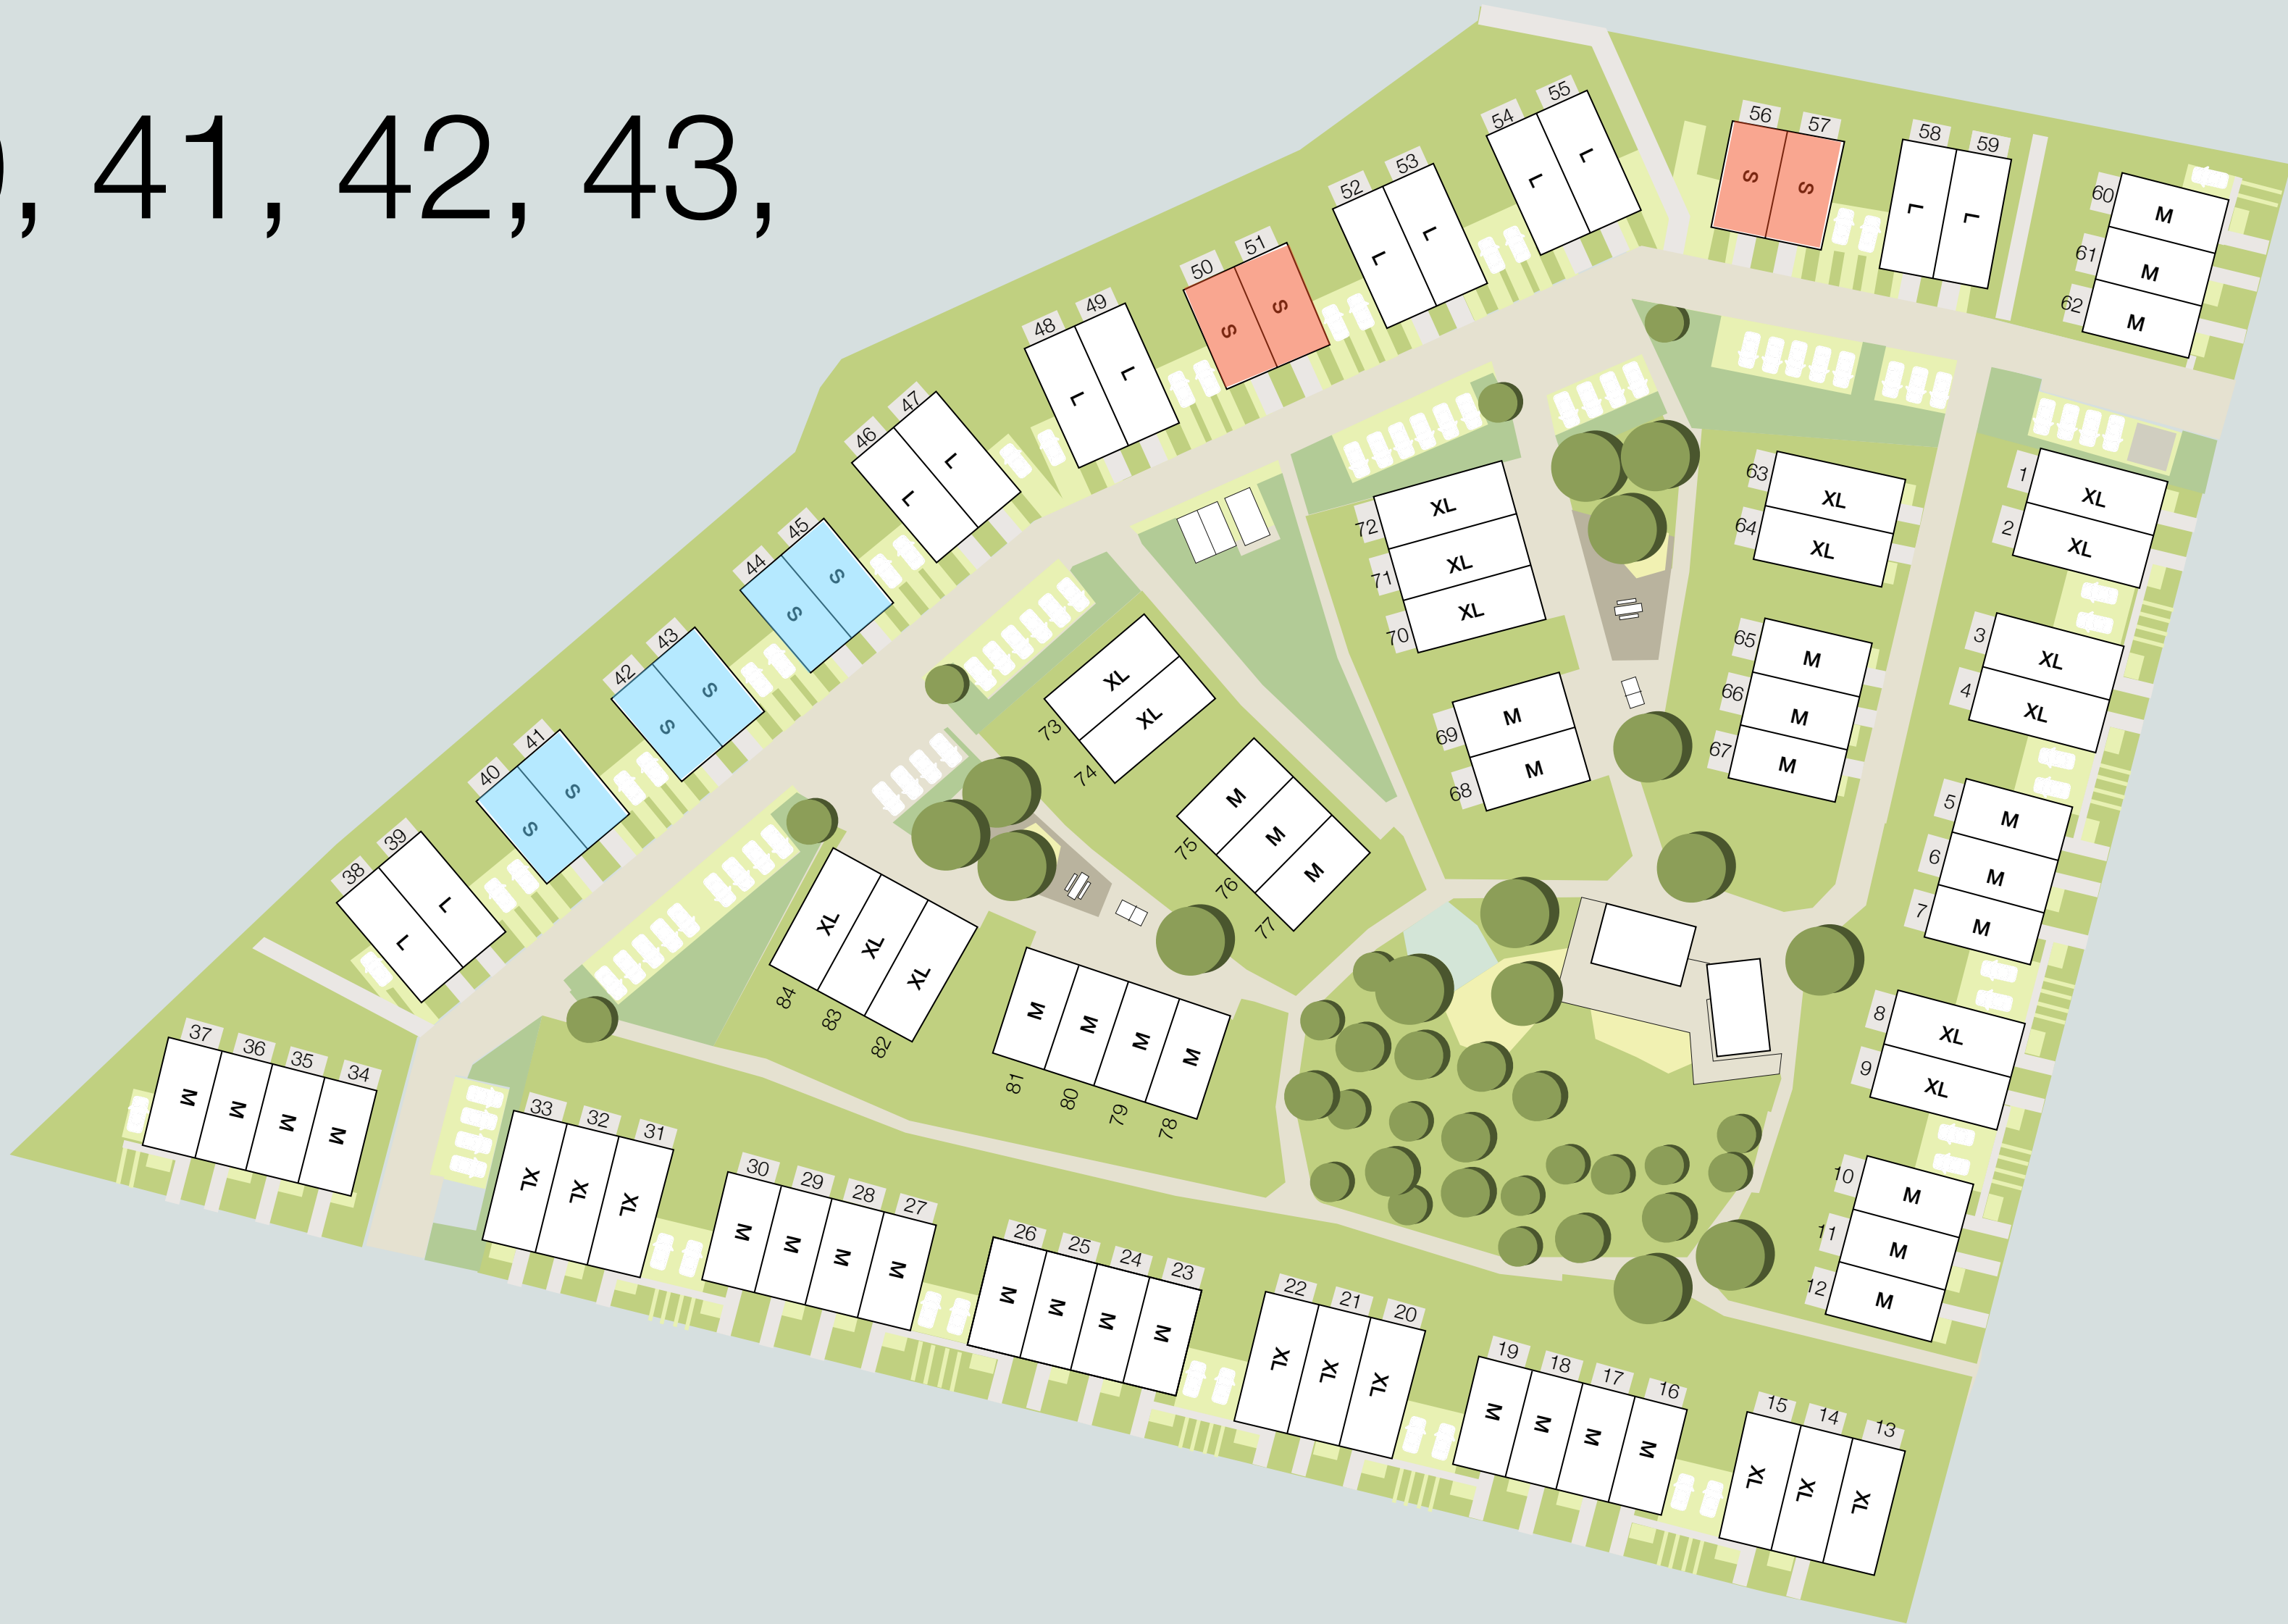 , 41, 42, 43,
54 55
56 57
58 59
L L
S S
L L
60 M
61 M
62 M
52 53
L L
50 51
S S
48 49
L L
46 47
L L
44 45
S S
42 43
S S
40 41
S S
38 39
L L
37 36 35 34
M M M M
33 32 31
XL XL XL
30 29 28 27
M M M M
26 25 24 23
M M M M
22 21 20
XL XL XL
19 18 17 16
M M M M
15 14 13
XL XL XL
72 XL
71 XL
70 XL
69 M
68 M
63 XL
64 XL
65 M
66 M
67 M
73 XL
74 XL
75 M
76 M
77 M
XL XL XL
84 83 82
M M M M
81 80 79 78
1 XL
2 XL
3 XL
4 XL
5 M
6 M
7 M
8 XL
9 XL
10 M
11 M
12 M